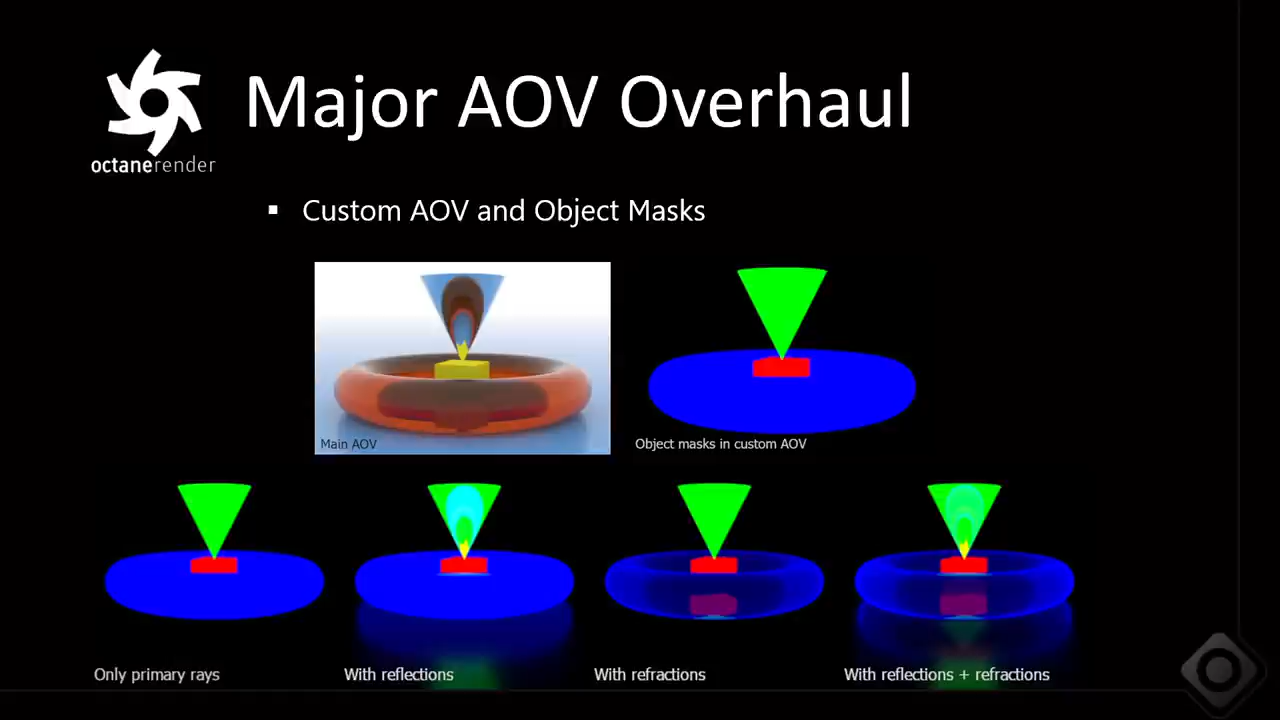 Major AOV Overhaul
octanerender
▪ Custom AOV and Object Masks
Main AOV
Object masks in custom AOV
Only primary rays
With reflections
With refractions
With reflections + refractions